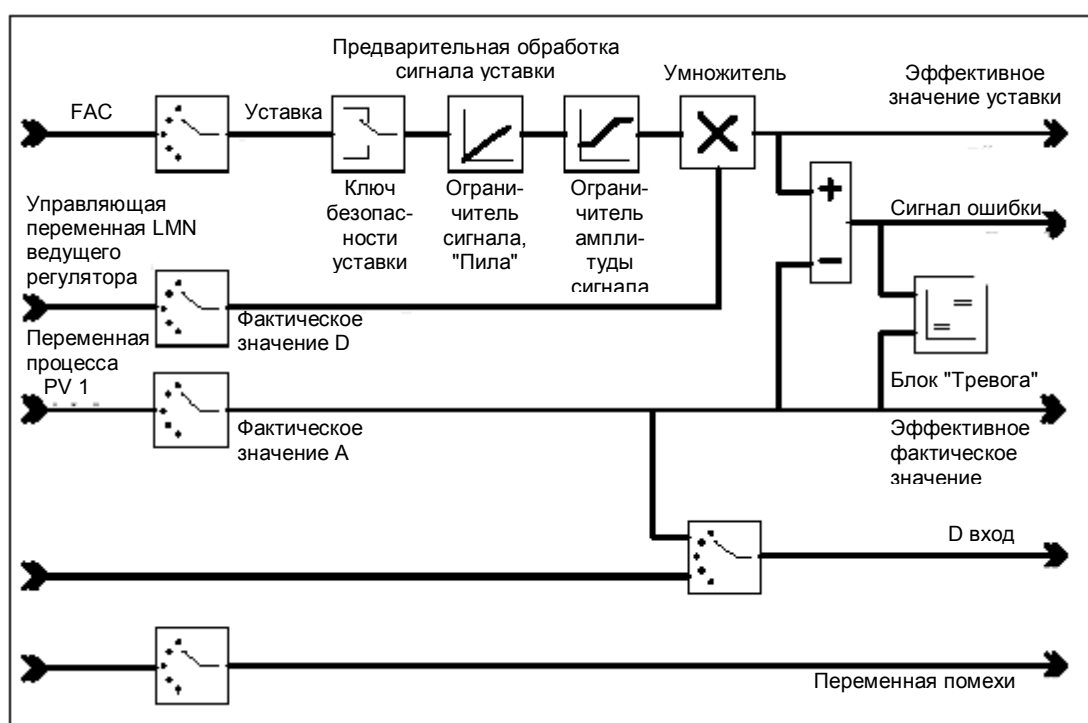 Предварительная обработка
сигнала уставки
Умножитель
Эффективное
значение уставки
FAC
Уставка
Ключ
безопас-
ности
уставки
Ограни-
читель
сигнала,
"Пила"
Ограни-
читель
ампли-
туды
сигнала
Сигнал ошибки
Управляющая
переменная LMN
ведущего
регулятора
Фактическое
значение D
Переменная
процесса
PV 1
Блок "Тревога"
Фактическое
значение A
Эффективное
фактическое
значение
D вход
Переменная помехи